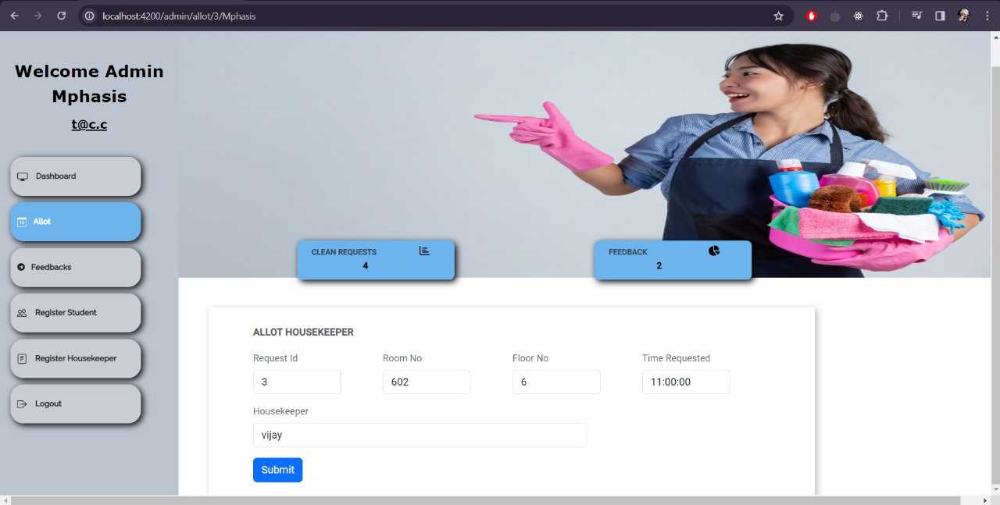 localhost:4200/admin/allot/3/Mphasis
Welcome Admin
Mphasis
t@c.c
Dashboard
Allot
Feedbacks
Register Student
Register Housekeeper
Logout
CLEAN REQUESTS
4
FEEDBACK
2
ALLOT HOUSEKEEPER
Request Id Room No Floor No Time Requested
3 602 6 11:00:00
Housekeeper
vijay
Submit